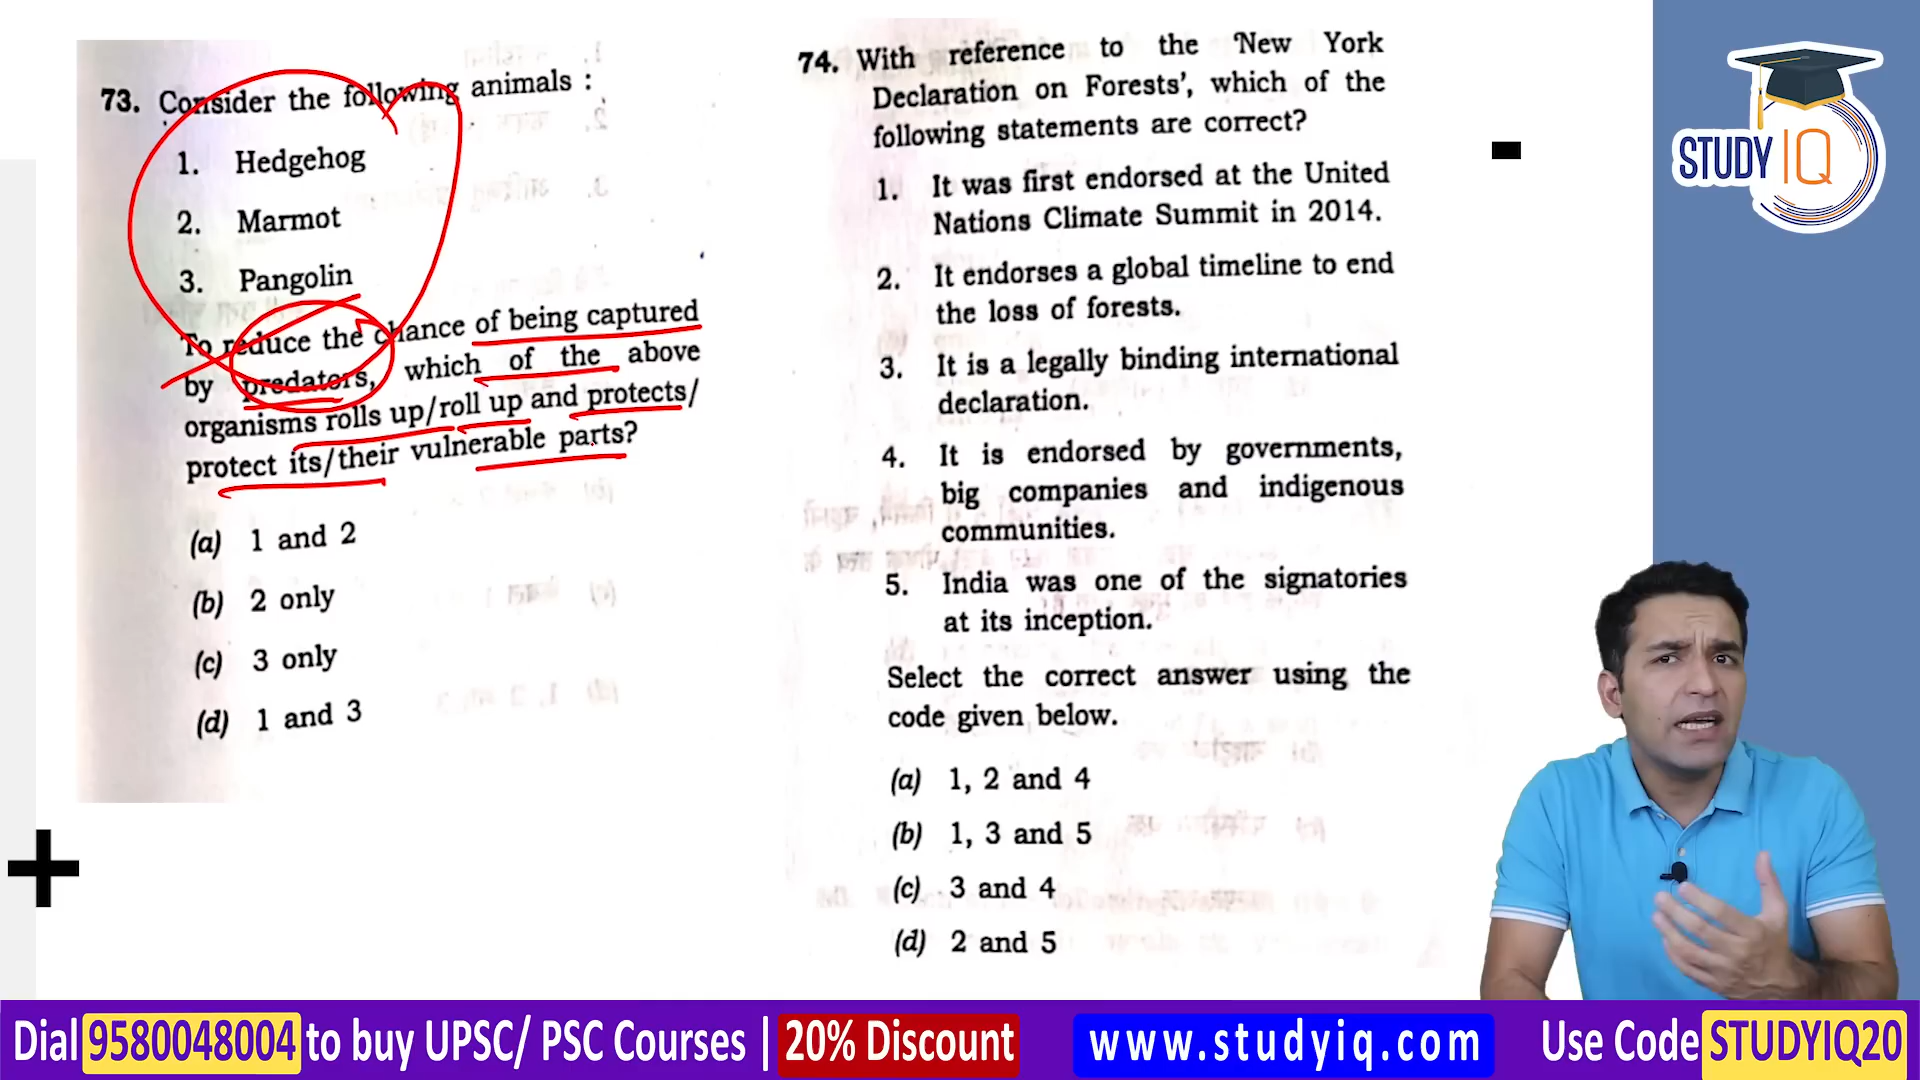 73. Consider the following animals :
1. Hedgehog
2. Marmot
3. Pangolin
To reduce the chance of being captured
by predators, which of the above
organisms rolls up/roll up and protects/
protect its/their vulnerable parts?
(a) 1 and 2
(b) 2 only
(c) 3 only
(d) 1 and 3
74. With reference to the 'New York
Declaration on Forests', which of the
following statements are correct?
1. It was first endorsed at the United
Nations Climate Summit in 2014.
2. It endorses a global timeline to end
the loss of forests.
3. It is a legally binding international
declaration.
4. It is endorsed by governments,
big companies and indigenous
communities.
5. India was one of the signatories
at its inception.
Select the correct answer using the
code given below.
(a) 1, 2 and 4
(b) 1, 3 and 5
(c) 3 and 4
(d) 2 and 5
STUDY IQ
Dial 9580048004 to buy UPSC/ PSC Courses | 20% Discount www.studyiq.com Use Code STUDYIQ20